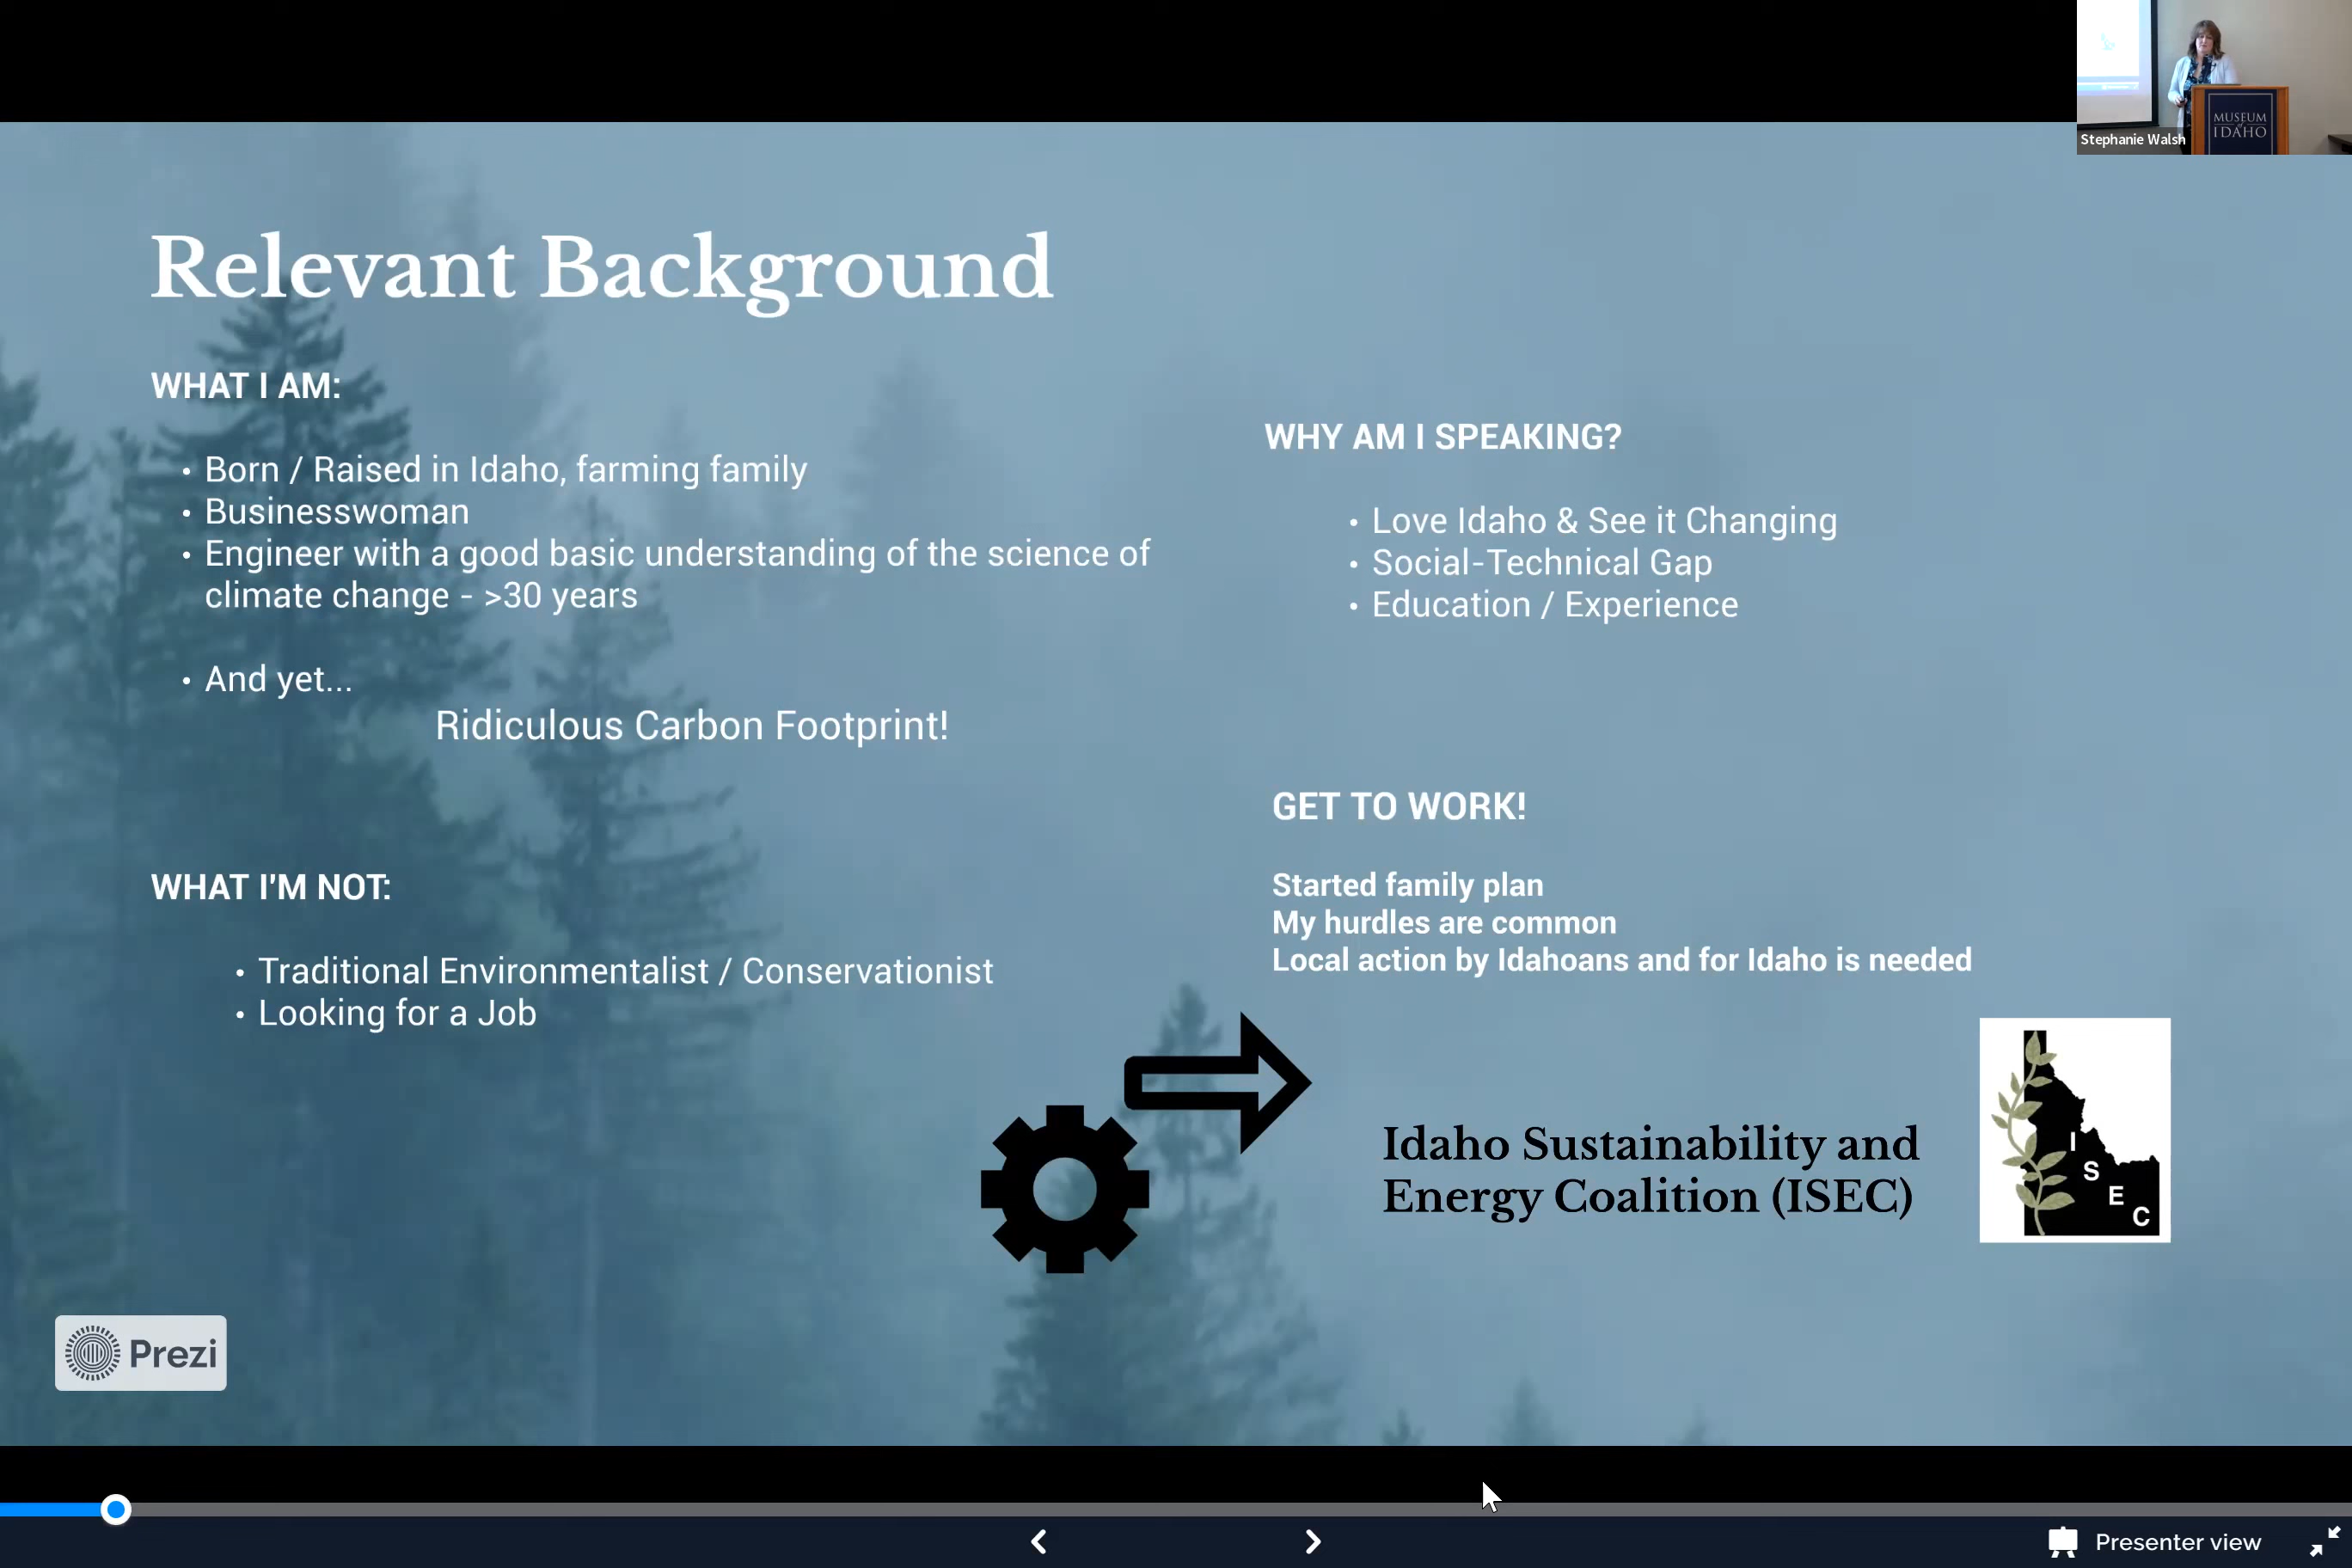 Stephanie Walsh
MUSEUM
of
IDAHO
Relevant Background
WHAT I AM:
• Born / Raised in Idaho, farming family
• Businesswoman
• Engineer with a good basic understanding of the science of
climate change - >30 years
• And yet...
Ridiculous Carbon Footprint!
WHAT I'M NOT:
• Traditional Environmentalist / Conservationist
• Looking for a Job
WHY AM I SPEAKING?
• Love Idaho & See it Changing
• Social-Technical Gap
• Education / Experience
GET TO WORK!
Started family plan
My hurdles are common
Local action by Idahoans and for Idaho is needed
Idaho Sustainability and
Energy Coalition (ISEC)
I
S
E
C
Prezi
Presenter view